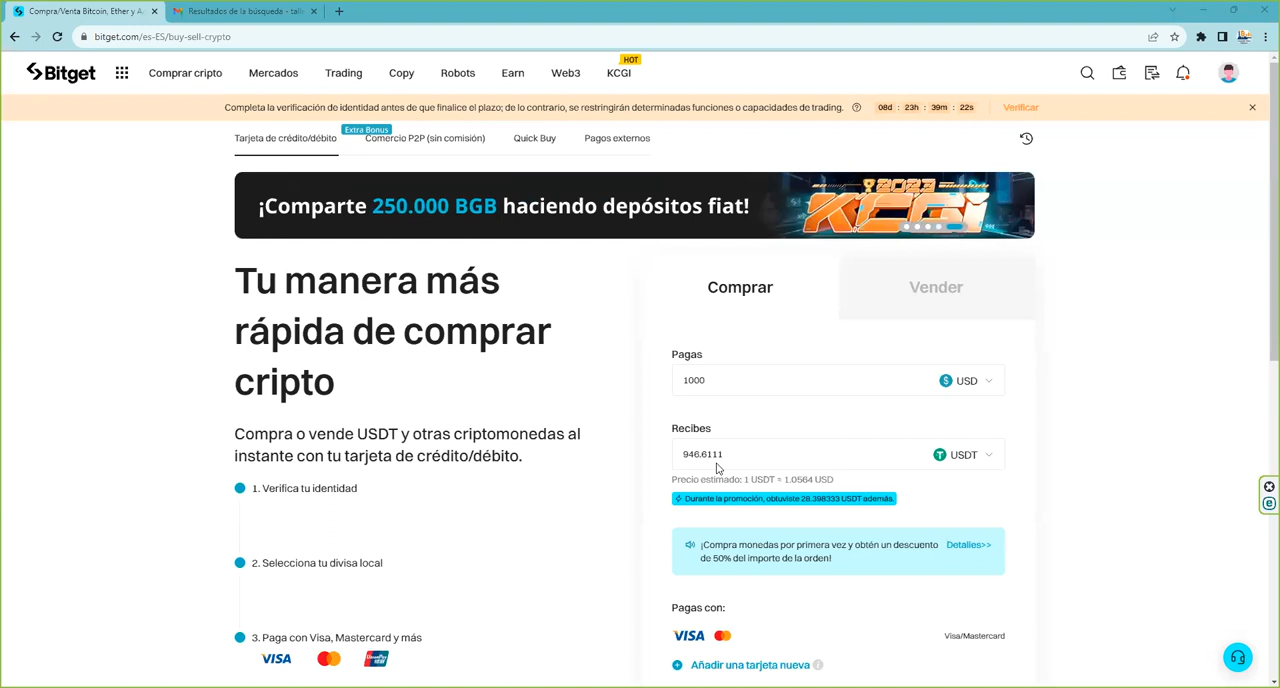 Compra/Venta Bitcoin, Ether y A
Resultados de la búsqueda - tali
bitget.com/es-ES/buy-sell-crypto
Bitget
Comprar cripto
Mercados
Trading
Copy
Robots
Earn
Web3
KCGI
HOT
Completa la verificación de identidad antes de que finalice el plazo; de lo contrario, se restringirán determinadas funciones o capacidades de trading.
08d : 23h : 39m : 22s
Verificar
Tarjeta de crédito/débito
Extra Bonus
Comercio P2P (sin comisión)
Quick Buy
Pagos externos
¡Comparte 250.000 BGB haciendo depósitos fiat!
2023
KCGI
Tu manera más
rápida de comprar
cripto
Compra o vende USDT y otras criptomonedas al
instante con tu tarjeta de crédito/débito.
1. Verifica tu identidad
2. Selecciona tu divisa local
3. Paga con Visa, Mastercard y más
VISA
UnionPay
Comprar
Vender
Pagas
1000
USD
Recibes
946.6111
USDT
Precio estimado: 1 USDT ≈ 1.0564 USD
Durante la promoción, obtuviste 28.398333 USDT además.
¡Compra monedas por primera vez y obtén un descuento
de 50% del importe de la orden!
Detalles>>
Pagas con:
VISA
Visa/Mastercard
Añadir una tarjeta nueva